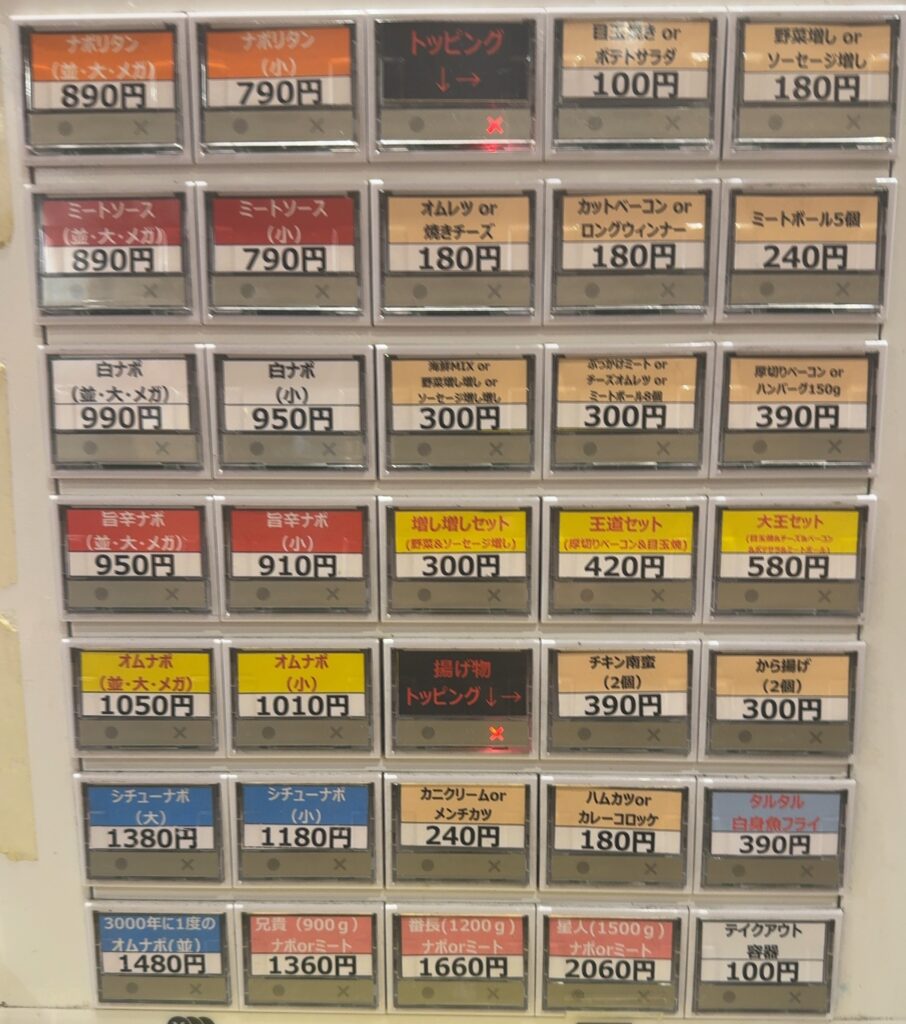 ナポリタン
(並・大・メガ)
890円
ナポリタン
(小)
790円
トッピング
↓→
目玉焼き or
ポテトサラダ
100円
野菜増し or
ソーセージ増し
180円
ミートソース
(並・大・メガ)
890円
ミートソース
(小)
790円
オムレツ or
焼きチーズ
180円
カットベーコン or
ロングウィンナー
180円
ミートボール5個
240円
白ナポ
(並・大・メガ)
990円
白ナポ
(小)
950円
海鮮MIX or
野菜増し増し or
ソーセージ増し増し
300円
ぶっかけミート or
チーズオムレツ or
ミートボール8個
300円
厚切りベーコン or
ハンバーグ150g
390円
旨辛ナポ
(並・大・メガ)
950円
旨辛ナポ
(小)
910円
増し増しセット
(野菜&ソーセージ増し)
300円
王道セット
(厚切りベーコン&目玉焼)
420円
大王セット
(目玉焼&チーズ&ベーコン
&ポテサラ&ミートボール)
580円
オムナポ
(並・大・メガ)
1050円
オムナポ
(小)
1010円
揚げ物
トッピング↓→
チキン南蛮
(2個)
390円
から揚げ
(2個)
300円
シチューナポ
(大)
1380円
シチューナポ
(小)
1180円
カニクリームor
メンチカツ
240円
ハムカツor
カレーコロッケ
180円
タルタル
白身魚フライ
390円
3000年に1度の
オムナポ(並)
1480円
兄貴（900ｇ）
ナポorミート
1360円
番長(1200ｇ)
ナポorミート
1660円
星人(1500ｇ)
ナポorミート
2060円
テイクアウト
容器
100円